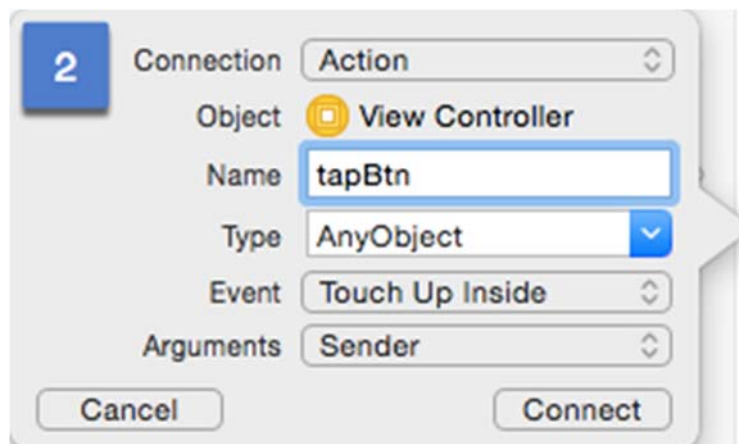 2
Connection Action
Object View Controller
Name tapBtn
Type AnyObject
Event Touch Up Inside
Arguments Sender
Cancel Connect